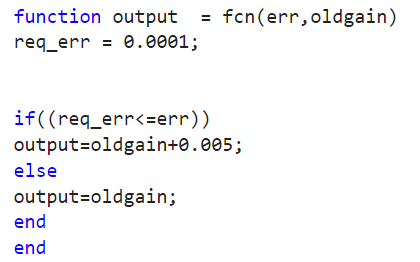 function output  = fcn(err,oldgain)
req_err = 0.0001;
if((req_err<=err))
output=oldgain+0.005;
else
output=oldgain;
end
end